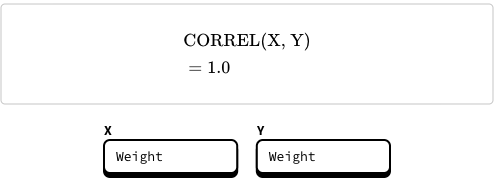 CORREL(X, Y)
= 1.0
X Y
Weight Weight